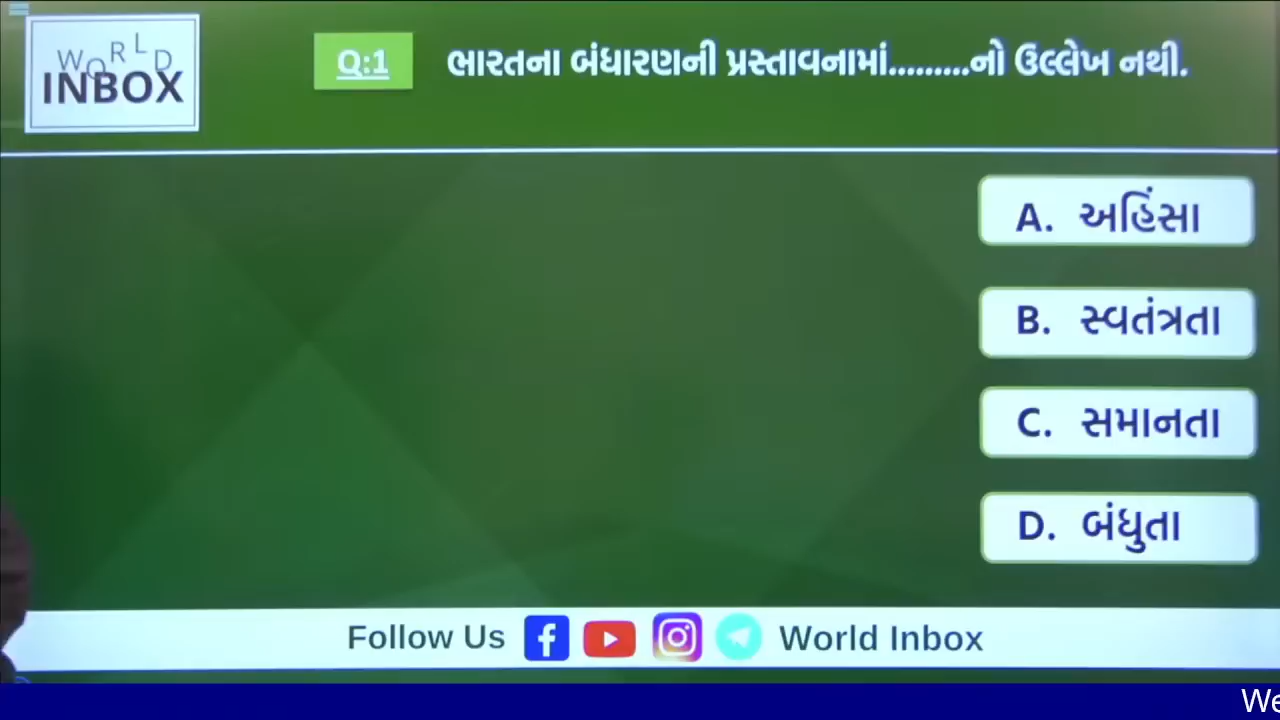 WORLD
INBOX
Q:1
ભારતના બંધારણની પ્રસ્તાવનામાં.........નો ઉલ્લેખ નથી.
A. અહિંસા
B. સ્વતંત્રતા
C. સમાનતા
D. બંધુતા
Follow Us
World Inbox